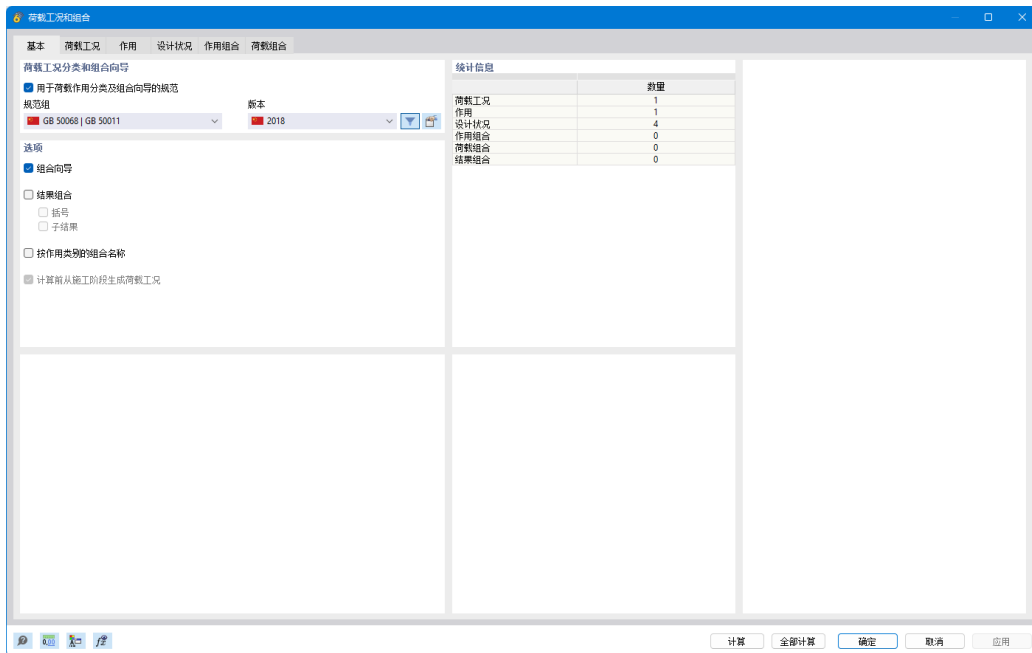 荷载工况和组合
基本 荷载工况 作用 设计状况 作用组合 荷载组合
荷载工况分类和组合向导
用于荷载作用分类及组合向导的规范
规范组 版本
GB 50068 | GB 50011 2018
选项
组合向导
结果组合
括号
子结果
按作用类别的组合名称
计算前从施工阶段生成荷载工况
统计信息
数量
荷载工况 1
作用 1
设计状况 4
作用组合 0
荷载组合 0
结果组合 0
0,00
计算 全部计算 确定 取消 应用